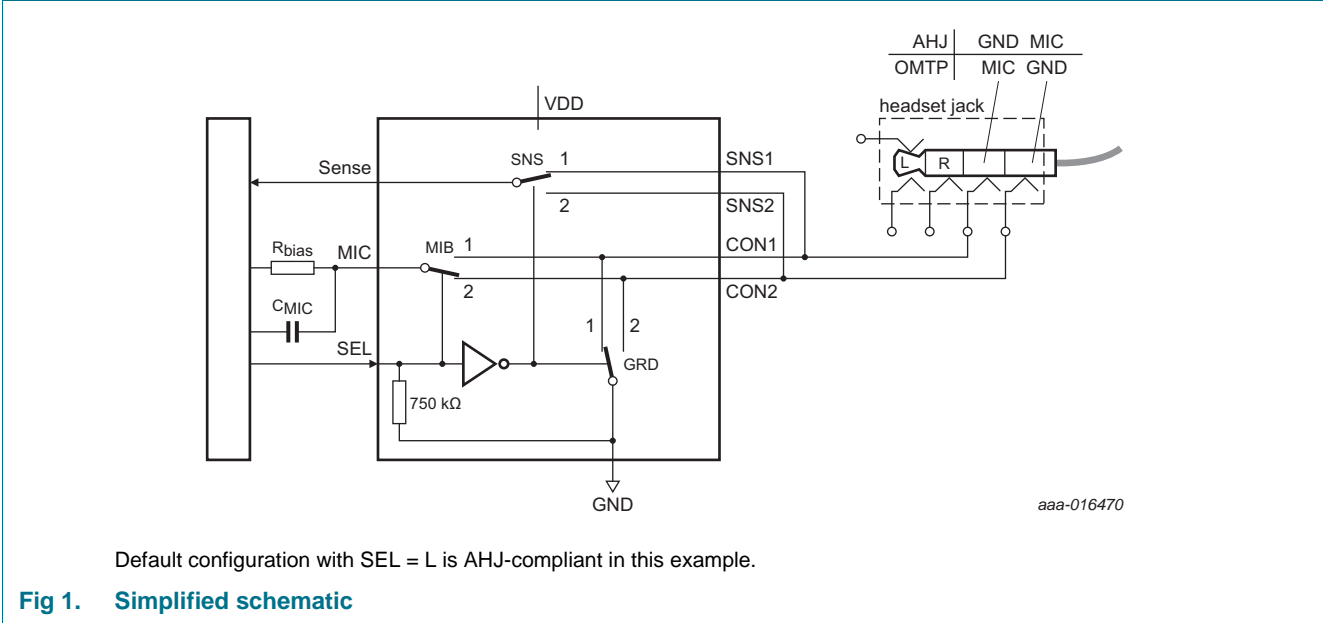 AHJ GND MIC
OMTP MIC GND
headset jack
L R
VDD
Sense
SNS 1
2
SNS1
SNS2
Rbias MIC
MIB 1
2
CON1
CON2
CMIC
SEL
1 2
GRD
750 kΩ
GND
aaa-016470
Default configuration with SEL = L is AHJ-compliant in this example.
Fig 1. Simplified schematic